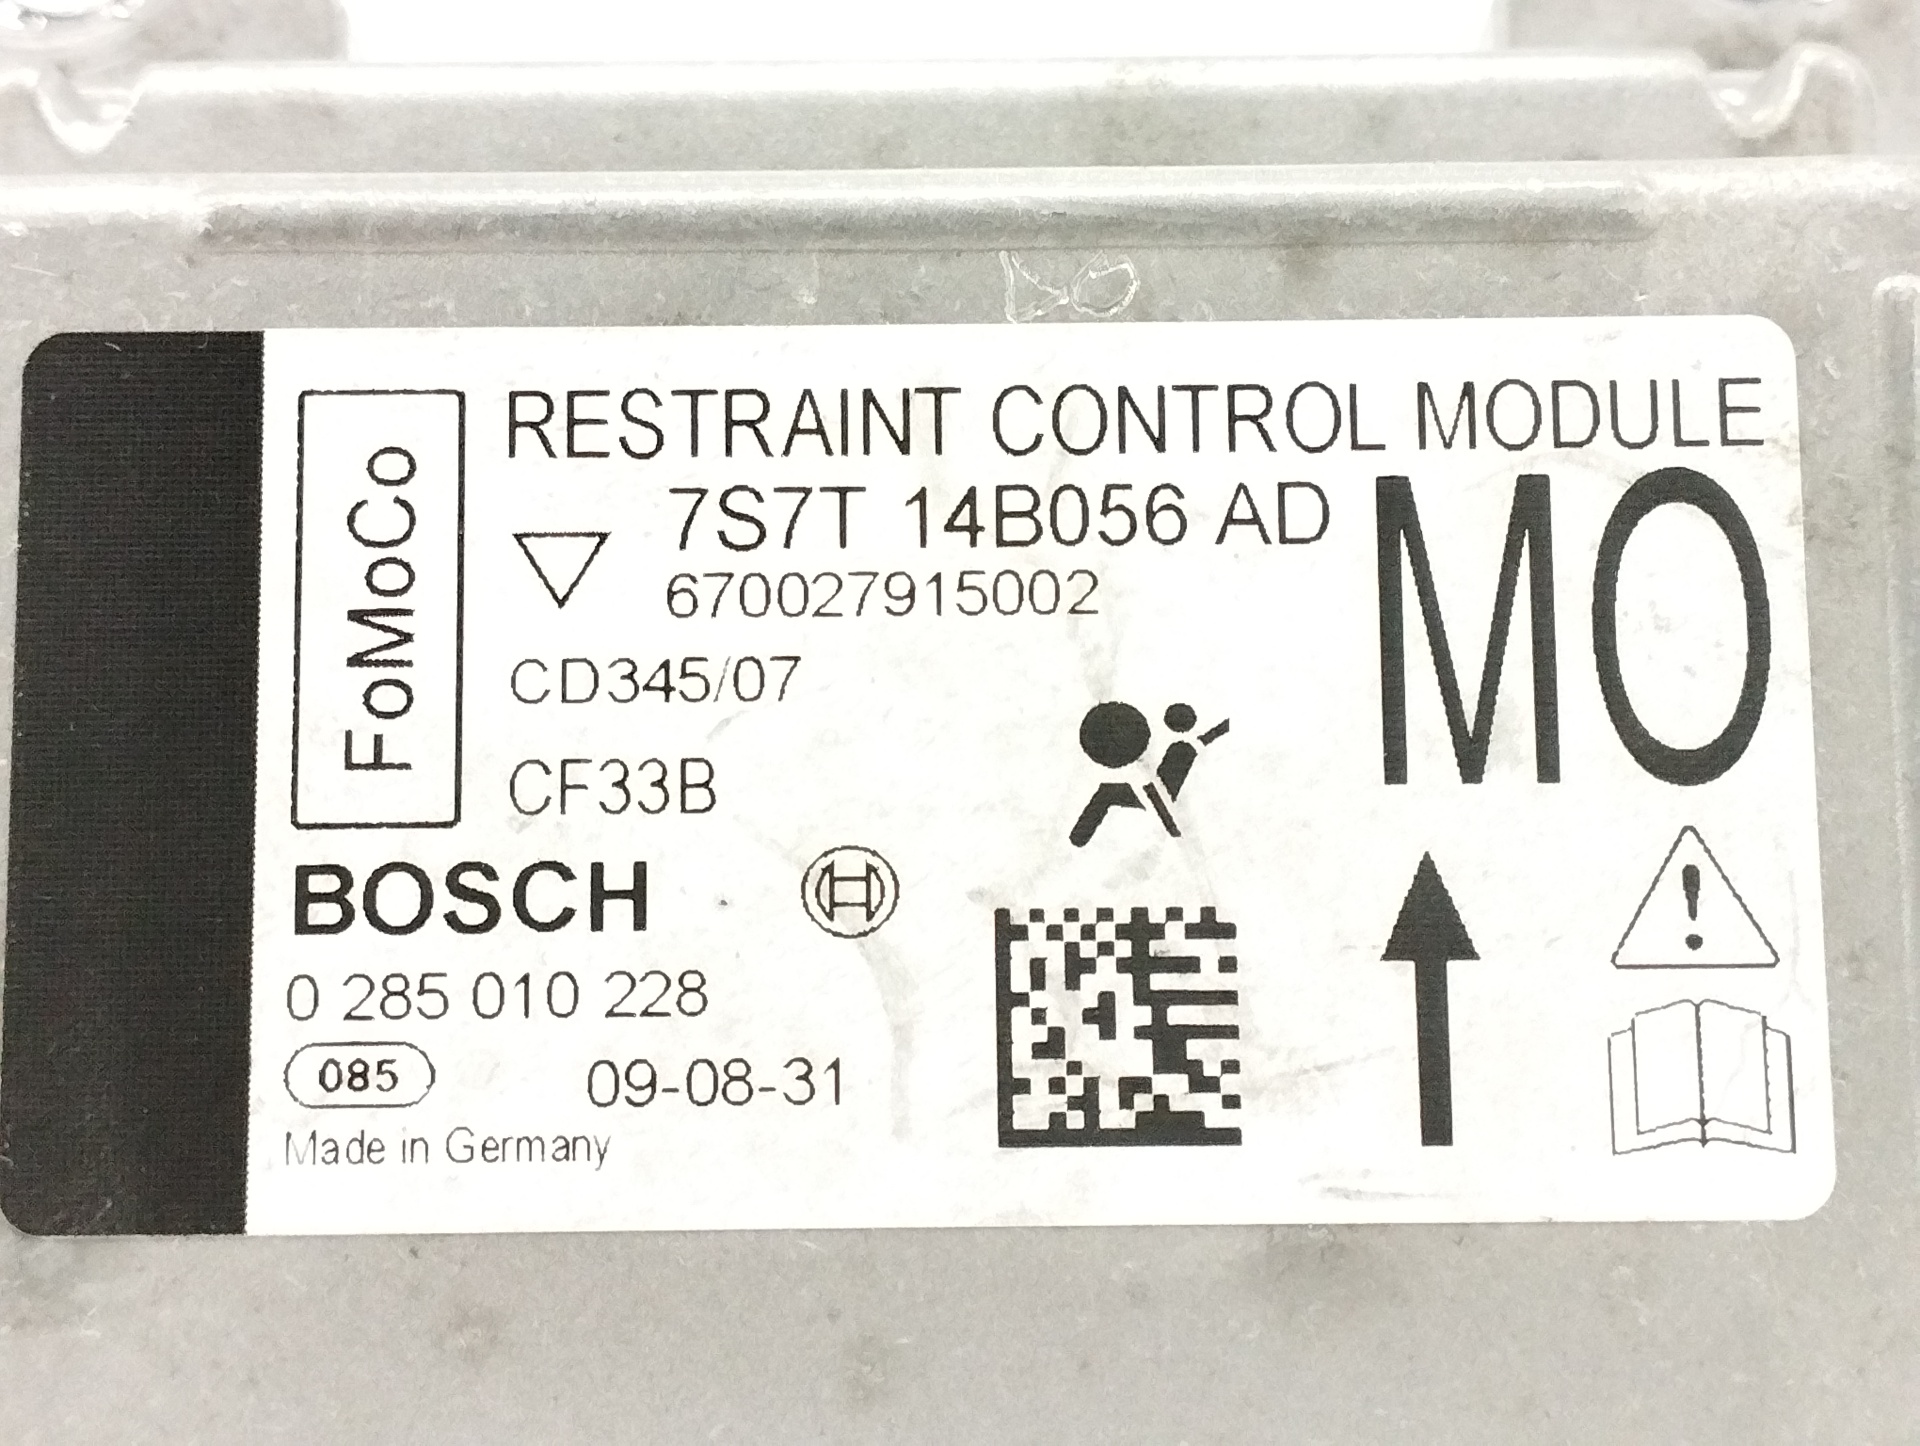 RESTRAINT CONTROL MODULE
FoMoCo
7S7T 14B056 AD
MO
670027915002
CD345/07
CF33B
BOSCH
0 285 010 228
085 09-08-31
Made in Germany